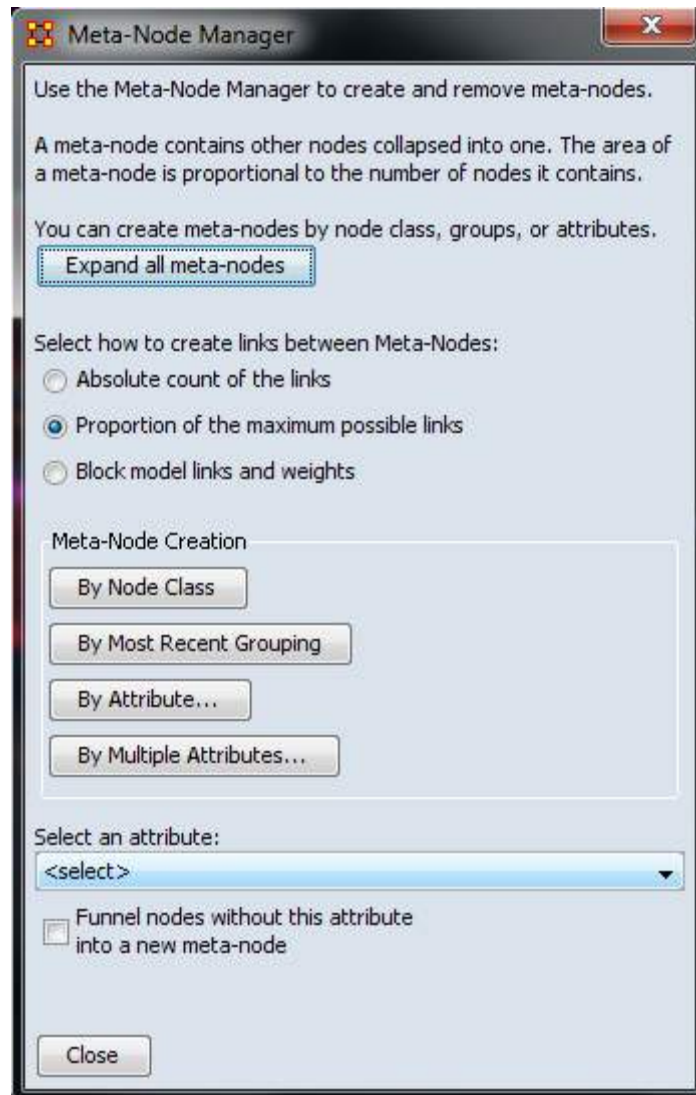 Meta-Node Manager
Use the Meta-Node Manager to create and remove meta-nodes.
A meta-node contains other nodes collapsed into one. The area of
a meta-node is proportional to the number of nodes it contains.
You can create meta-nodes by node class, groups, or attributes.
Expand all meta-nodes
Select how to create links between Meta-Nodes:
Absolute count of the links
Proportion of the maximum possible links
Block model links and weights
Meta-Node Creation
By Node Class
By Most Recent Grouping
By Attribute...
By Multiple Attributes...
Select an attribute:
<select>
Funnel nodes without this attribute
into a new meta-node
Close